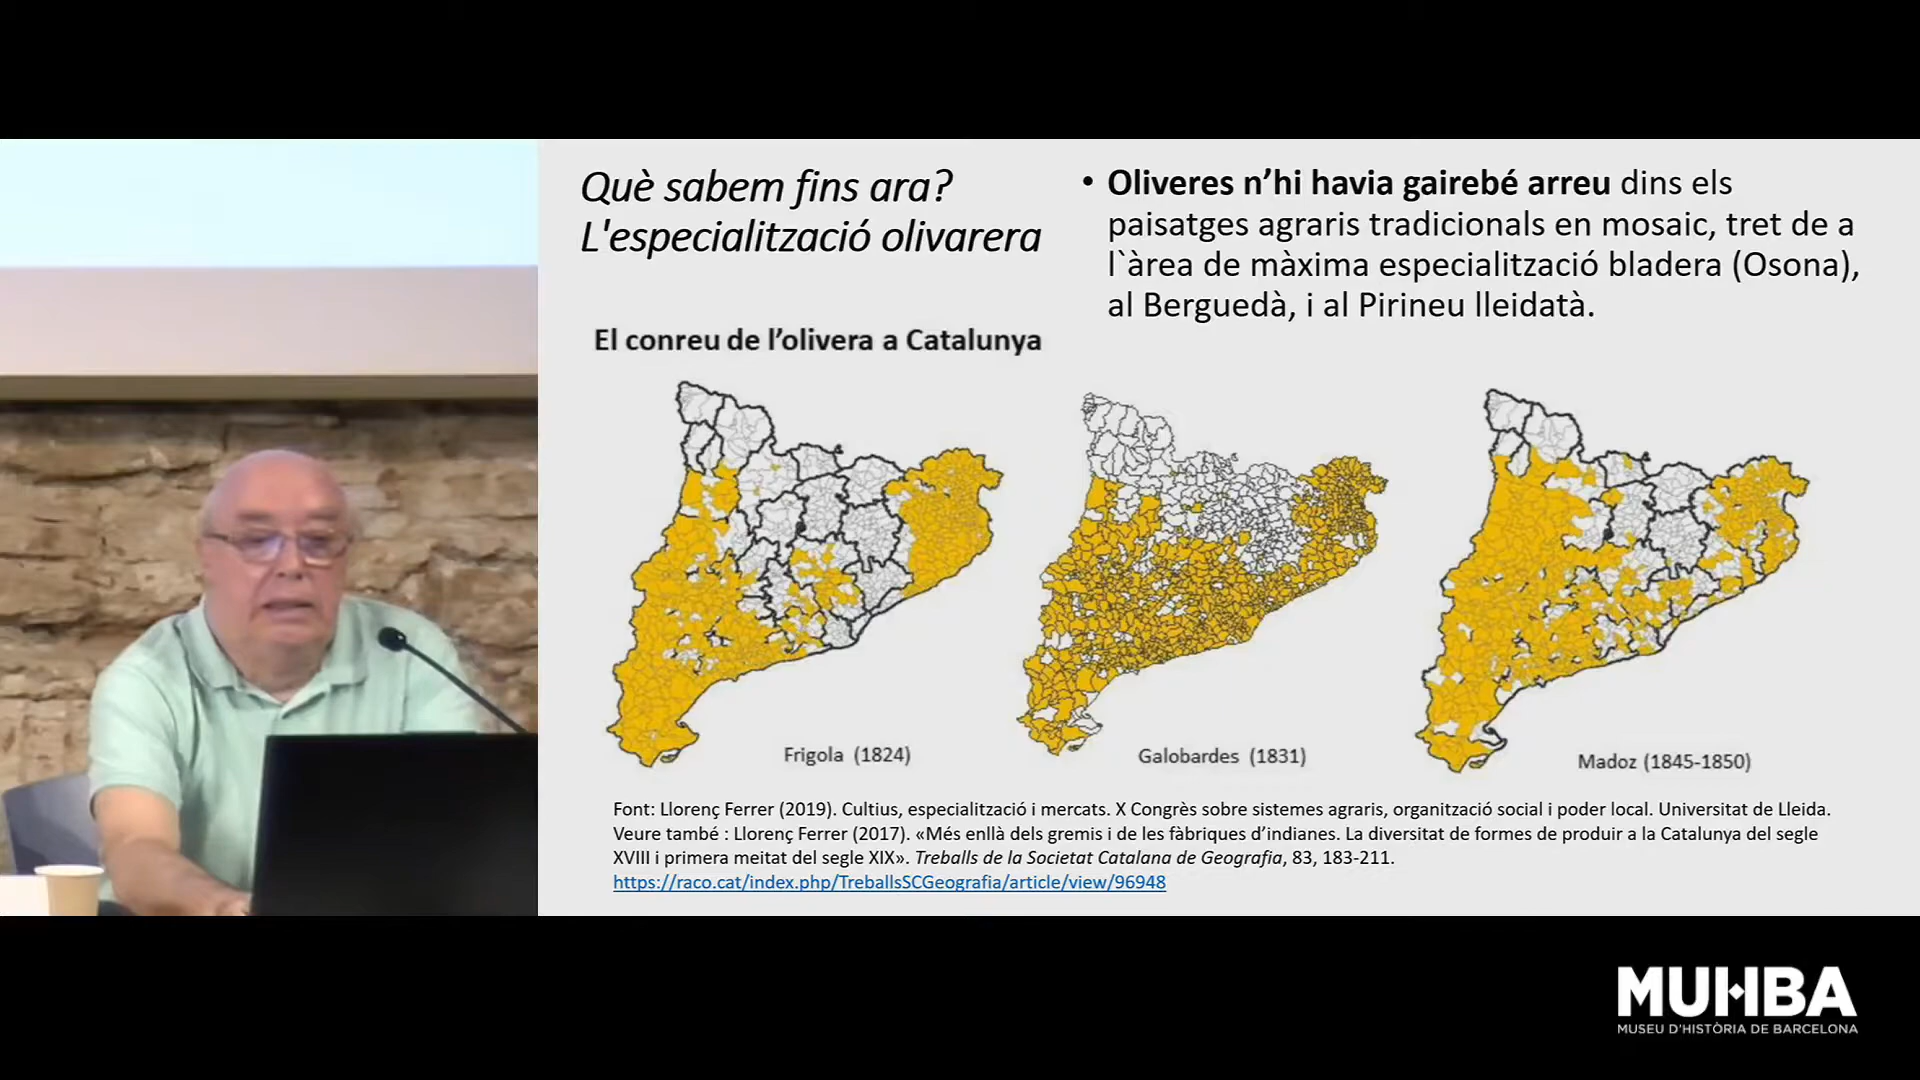 Què sabem fins ara?
L'especialització olivarera
• Oliveres n’hi havia gairebé arreu dins els
paisatges agraris tradicionals en mosaic, tret de a
l`àrea de màxima especialització bladera (Osona),
al Berguedà, i al Pirineu lleidatà.
El conreu de l’olivera a Catalunya
Frigola (1824)
Galobardes (1831)
Madoz (1845-1850)
Font: Llorenç Ferrer (2019). Cultius, especialització i mercats. X Congrès sobre sistemes agraris, organització social i poder local. Universitat de Lleida.
Veure també : Llorenç Ferrer (2017). «Més enllà dels gremis i de les fàbriques d’indianes. La diversitat de formes de produir a la Catalunya del segle
XVIII i primera meitat del segle XIX». Treballs de la Societat Catalana de Geografia, 83, 183-211.
https://raco.cat/index.php/TreballsSCGeografia/article/view/96948
MUHBA
MUSEU D'HISTÒRIA DE BARCELONA